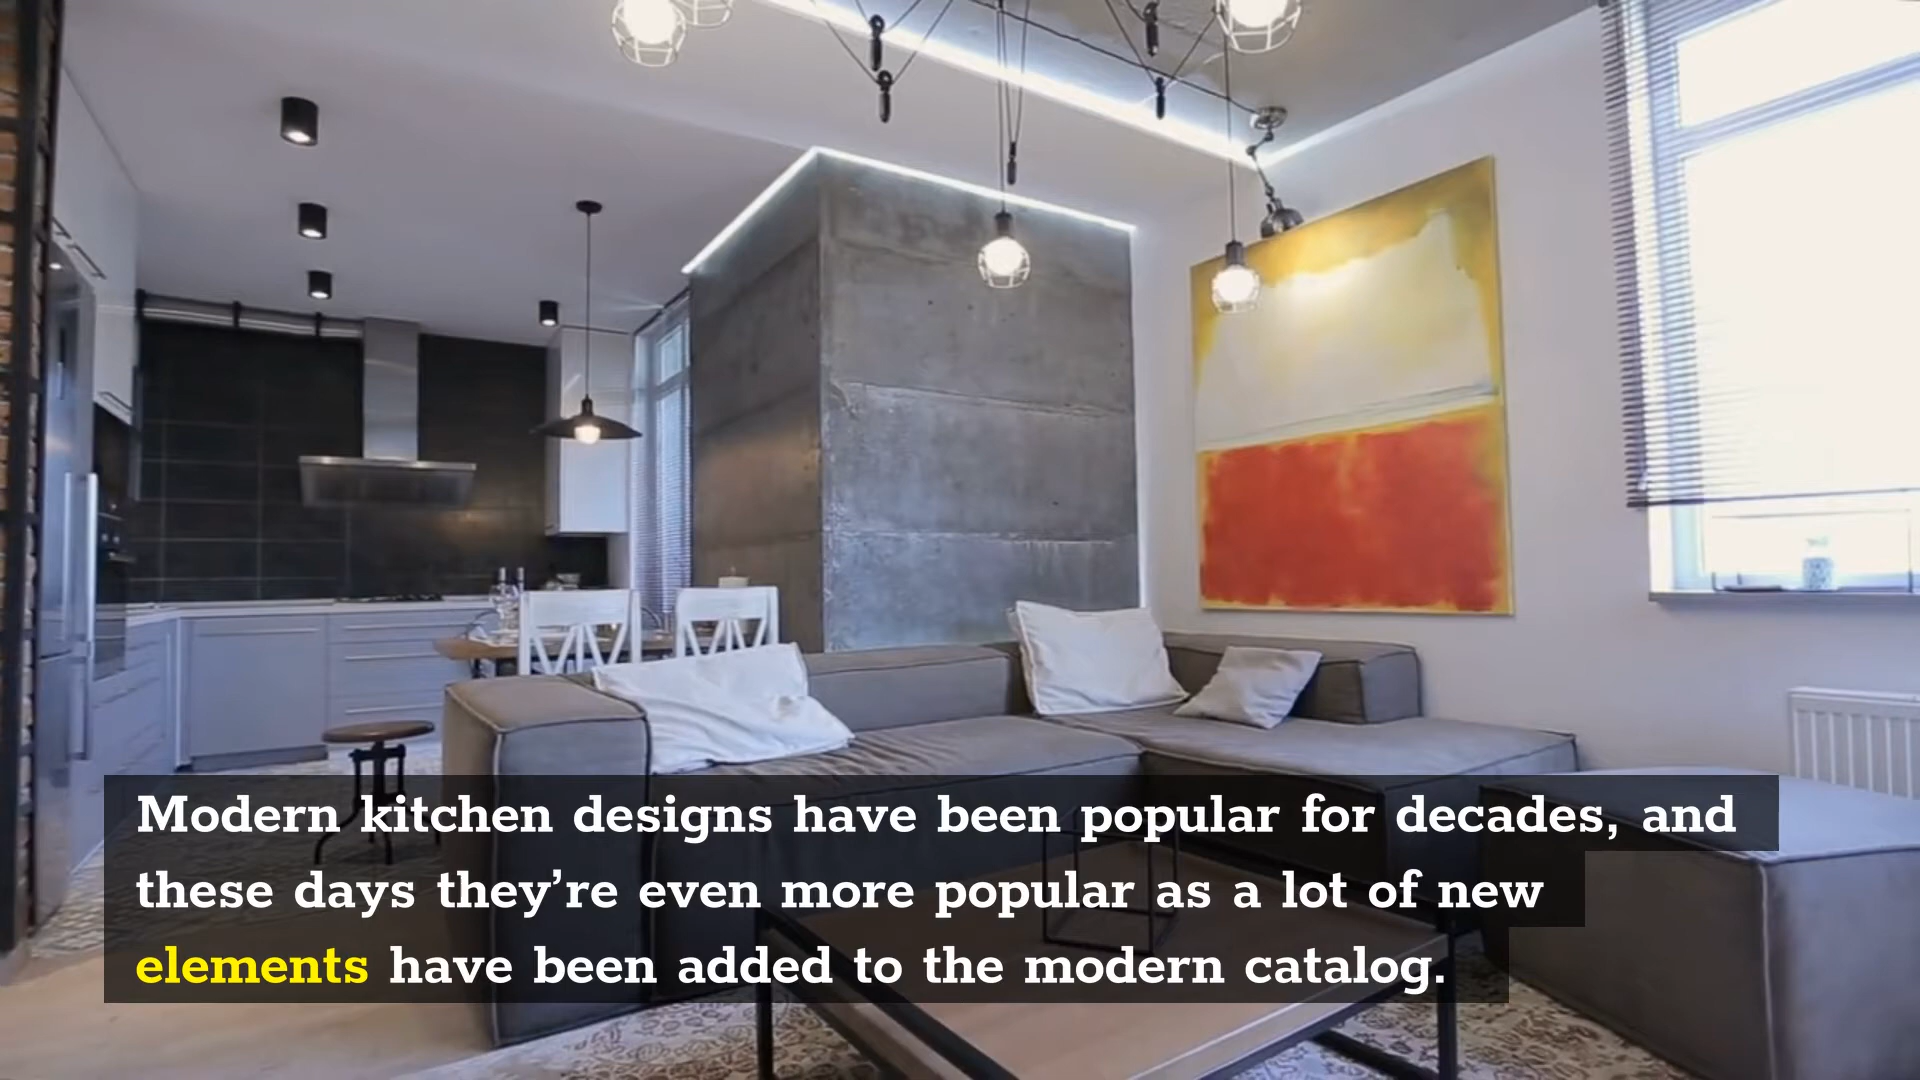 Modern kitchen designs have been popular for decades, and
these days they’re even more popular as a lot of new
elements have been added to the modern catalog.